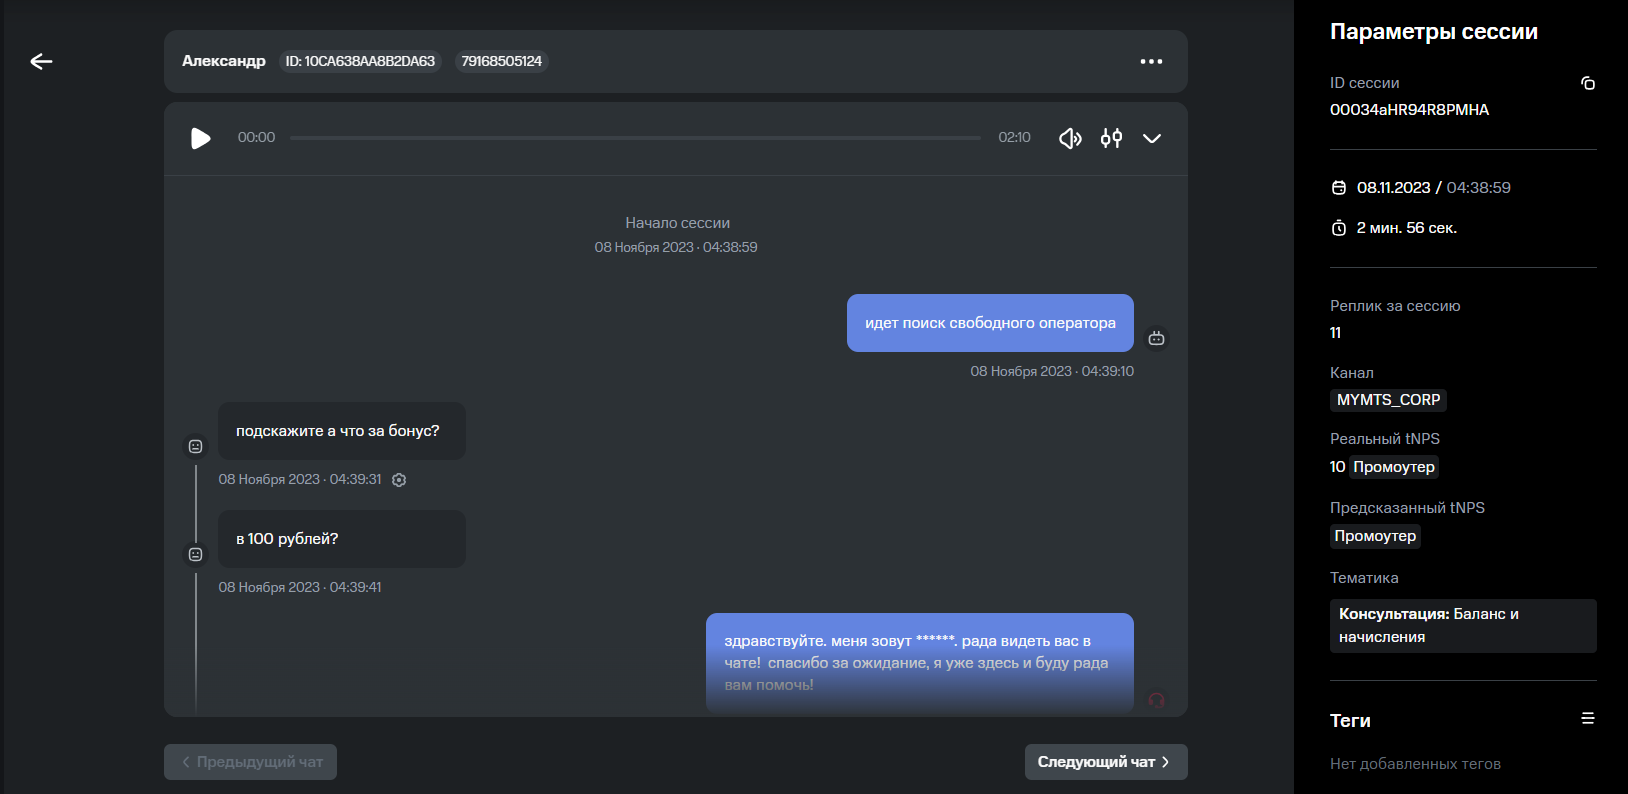 Александр ID: 10CA638AA8B2DA63 79168505124
00:00 02:10
Начало сессии
08 Ноября 2023 · 04:38:59
идет поиск свободного оператора
08 Ноября 2023 · 04:39:10
подскажите а что за бонус?
08 Ноября 2023 · 04:39:31
в 100 рублей?
08 Ноября 2023 · 04:39:41
здравствуйте. меня зовут ******. рада видеть вас в
чате! спасибо за ожидание, я уже здесь и буду рада
вам помочь!
Предыдущий чат
Следующий чат
Параметры сессии
ID сессии
00034aHR94R8PMHA
08.11.2023 / 04:38:59
2 мин. 56 сек.
Реплик за сессию
11
Канал
MYMTS_CORP
Реальный tNPS
10 Промоутер
Предсказанный tNPS
Промоутер
Тематика
Консультация: Баланс и
начисления
Теги
Нет добавленных тегов